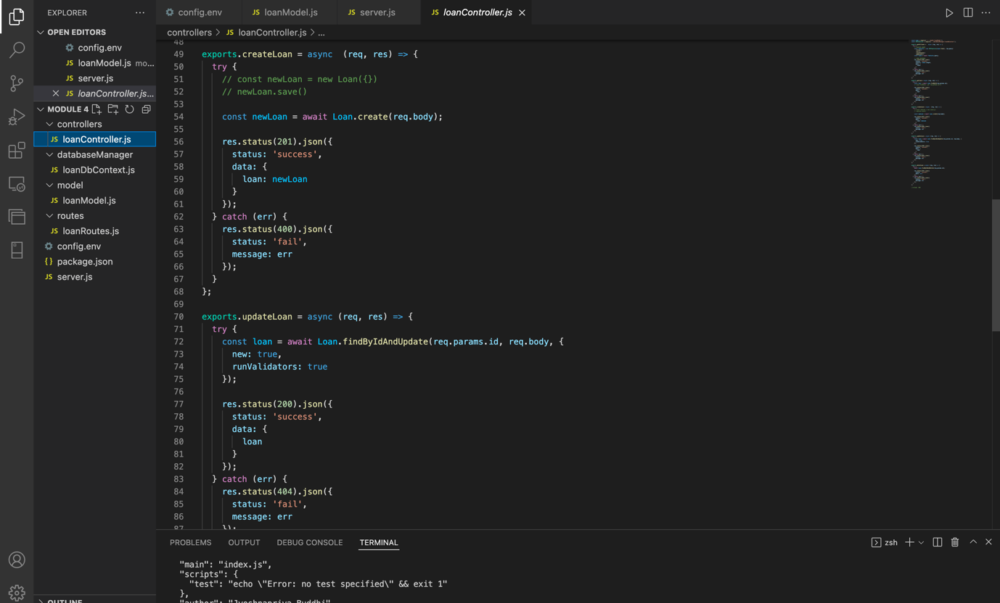 EXPLORER
OPEN EDITORS
config.env
JS loanModel.js mo...
JS server.js
JS loanController.js...
MODULE 4
controllers
JS loanController.js
databaseManager
JS loanDbContext.js
model
JS loanModel.js
routes
JS loanRoutes.js
config.env
{} package.json
JS server.js
OUTLINE
config.env
JS loanModel.js
JS server.js
JS loanController.js
controllers > JS loanController.js > ...
48
49 exports.createLoan = async  (req, res) => {
50 try {
51 // const newLoan = new Loan({})
52 // newLoan.save()
53
54 const newLoan = await Loan.create(req.body);
55
56 res.status(201).json({
57 status: 'success',
58 data: {
59 loan: newLoan
60 }
61 });
62 } catch (err) {
63 res.status(400).json({
64 status: 'fail',
65 message: err
66 });
67 }
68 };
69
70 exports.updateLoan = async (req, res) => {
71 try {
72 const loan = await Loan.findByIdAndUpdate(req.params.id, req.body, {
73 new: true,
74 runValidators: true
75 });
76
77 res.status(200).json({
78 status: 'success',
79 data: {
80 loan
81 }
82 });
83 } catch (err) {
84 res.status(404).json({
85 status: 'fail',
86 message: err
87 });
PROBLEMS OUTPUT DEBUG CONSOLE TERMINAL
zsh
"main": "index.js",
"scripts": {
"test": "echo \"Error: no test specified\" && exit 1"
},
"author": "Jyoshnapriya Buddhi"